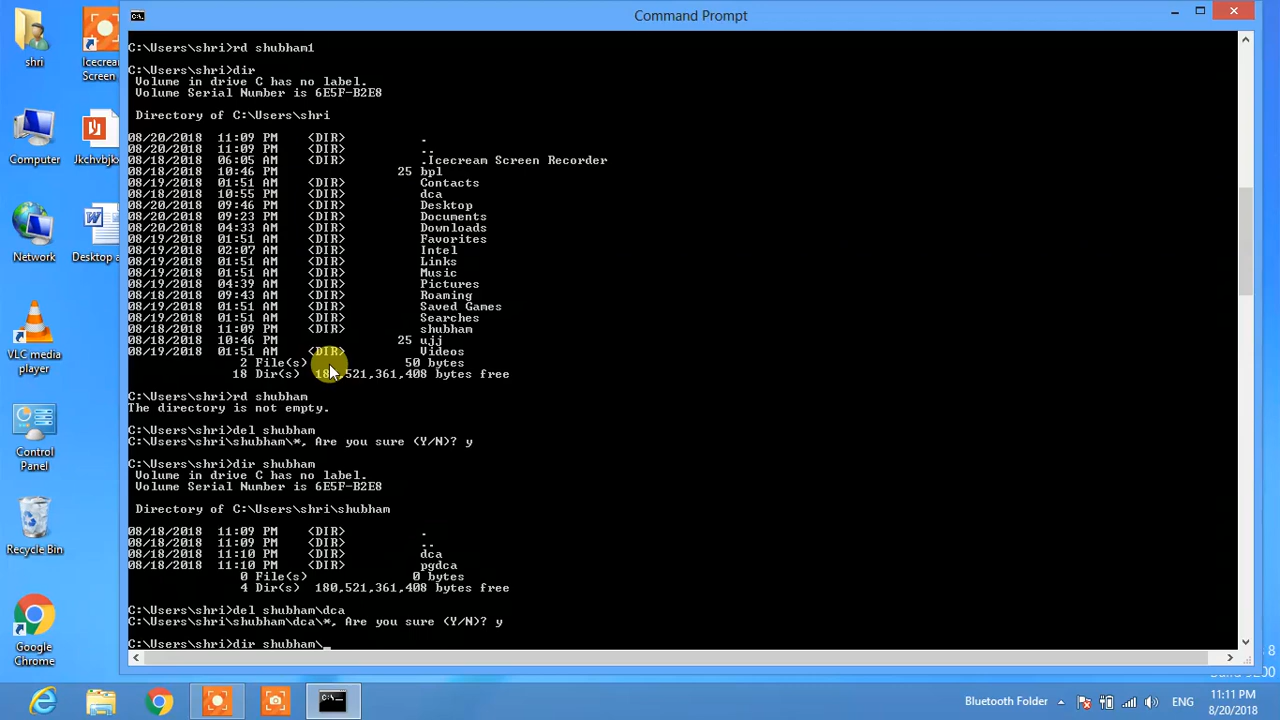 Command Prompt
shri
Icecream
Screen
Computer
Jkchvbjkx
Network
Desktop a
VLC media
player
Control
Panel
Recycle Bin
Google
Chrome
C:\Users\shri>rd shubham1
C:\Users\shri>dir
Volume in drive C has no label.
Volume Serial Number is 6E5F-B2E8
Directory of C:\Users\shri
08/20/2018 11:09 PM <DIR> .
08/20/2018 11:09 PM <DIR> ..
08/18/2018 06:05 AM <DIR> .Icecream Screen Recorder
08/18/2018 10:46 PM 25 bpl
08/19/2018 01:51 AM <DIR> Contacts
08/18/2018 10:55 PM <DIR> dca
08/20/2018 09:46 PM <DIR> Desktop
08/20/2018 09:23 PM <DIR> Documents
08/20/2018 04:33 AM <DIR> Downloads
08/19/2018 01:51 AM <DIR> Favorites
08/19/2018 02:07 AM <DIR> Intel
08/19/2018 01:51 AM <DIR> Links
08/19/2018 01:51 AM <DIR> Music
08/19/2018 04:39 AM <DIR> Pictures
08/18/2018 09:43 AM <DIR> Roaming
08/19/2018 01:51 AM <DIR> Saved Games
08/19/2018 01:51 AM <DIR> Searches
08/18/2018 11:09 PM <DIR> shubham
08/18/2018 10:46 PM 25 ujj
08/19/2018 01:51 AM <DIR> Videos
2 File(s) 50 bytes
18 Dir(s) 180,521,361,408 bytes free
C:\Users\shri>rd shubham
The directory is not empty.
C:\Users\shri>del shubham
C:\Users\shri\shubham\*, Are you sure (Y/N)? y
C:\Users\shri>dir shubham
Volume in drive C has no label.
Volume Serial Number is 6E5F-B2E8
Directory of C:\Users\shri\shubham
08/18/2018 11:09 PM <DIR> .
08/18/2018 11:09 PM <DIR> ..
08/18/2018 11:10 PM <DIR> dca
08/18/2018 11:10 PM <DIR> pgdca
0 File(s) 0 bytes
4 Dir(s) 180,521,361,408 bytes free
C:\Users\shri>del shubham\dca
C:\Users\shri\shubham\dca\*, Are you sure (Y/N)? y
C:\Users\shri>dir shubham\_
Bluetooth Folder
ENG
11:11 PM
8/20/2018